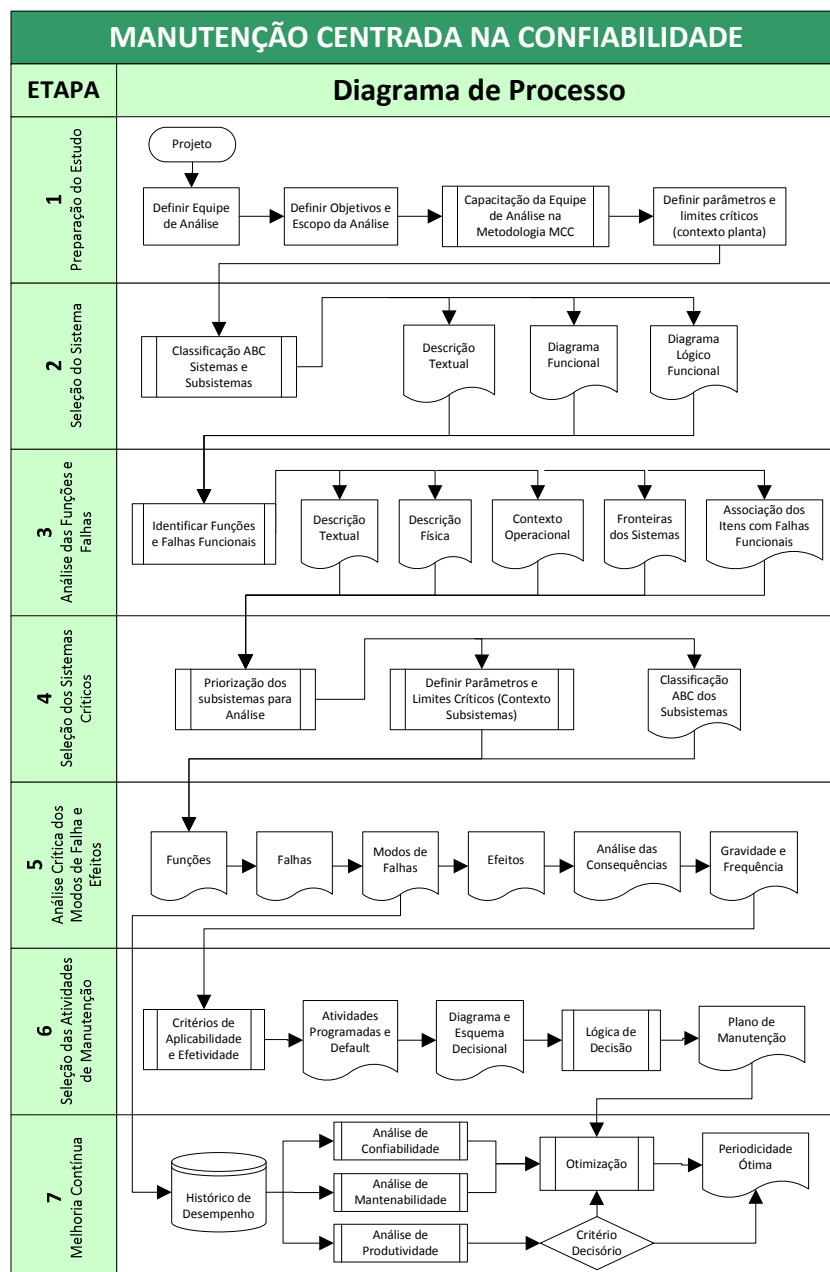 MANUTENÇÃO CENTRADA NA CONFIABILIDADE
ETAPA
Diagrama de Processo
1
Preparação do Estudo
Projeto
Definir Equipe
de Análise
Definir Objetivos e
Escopo da Análise
Capacitação da Equipe
de Análise na
Metodologia MCC
Definir parâmetros e
limites críticos
(contexto planta)
2
Seleção do Sistema
Classificação ABC
Sistemas e
Subsistemas
Descrição
Textual
Diagrama
Funcional
Diagrama
Lógico
Funcional
3
Análise das Funções e
Falhas
Identificar Funções
e Falhas Funcionais
Descrição
Textual
Descrição
Física
Contexto
Operacional
Fronteiras
dos Sistemas
Associação dos
Itens com Falhas
Funcionais
4
Seleção dos Sistemas
Críticos
Priorização dos
subsistemas para
Análise
Definir Parâmetros e
Limites Críticos (Contexto
Subsistemas)
Classificação
ABC dos
Subsistemas
5
Análise Crítica dos
Modos de Falha e
Efeitos
Funções
Falhas
Modos de
Falhas
Efeitos
Análise das
Consequências
Gravidade e
Frequência
6
Seleção das Atividades
de Manutenção
Critérios de
Aplicabilidade
e Efetividade
Atividades
Programadas e
Default
Diagrama e
Esquema
Decisional
Lógica de
Decisão
Plano de
Manutenção
7
Melhoria Contínua
Histórico de
Desempenho
Análise de
Confiabilidade
Análise de
Mantenabilidade
Análise de
Produtividade
Otimização
Critério
Decisório
Periodicidade
Ótima